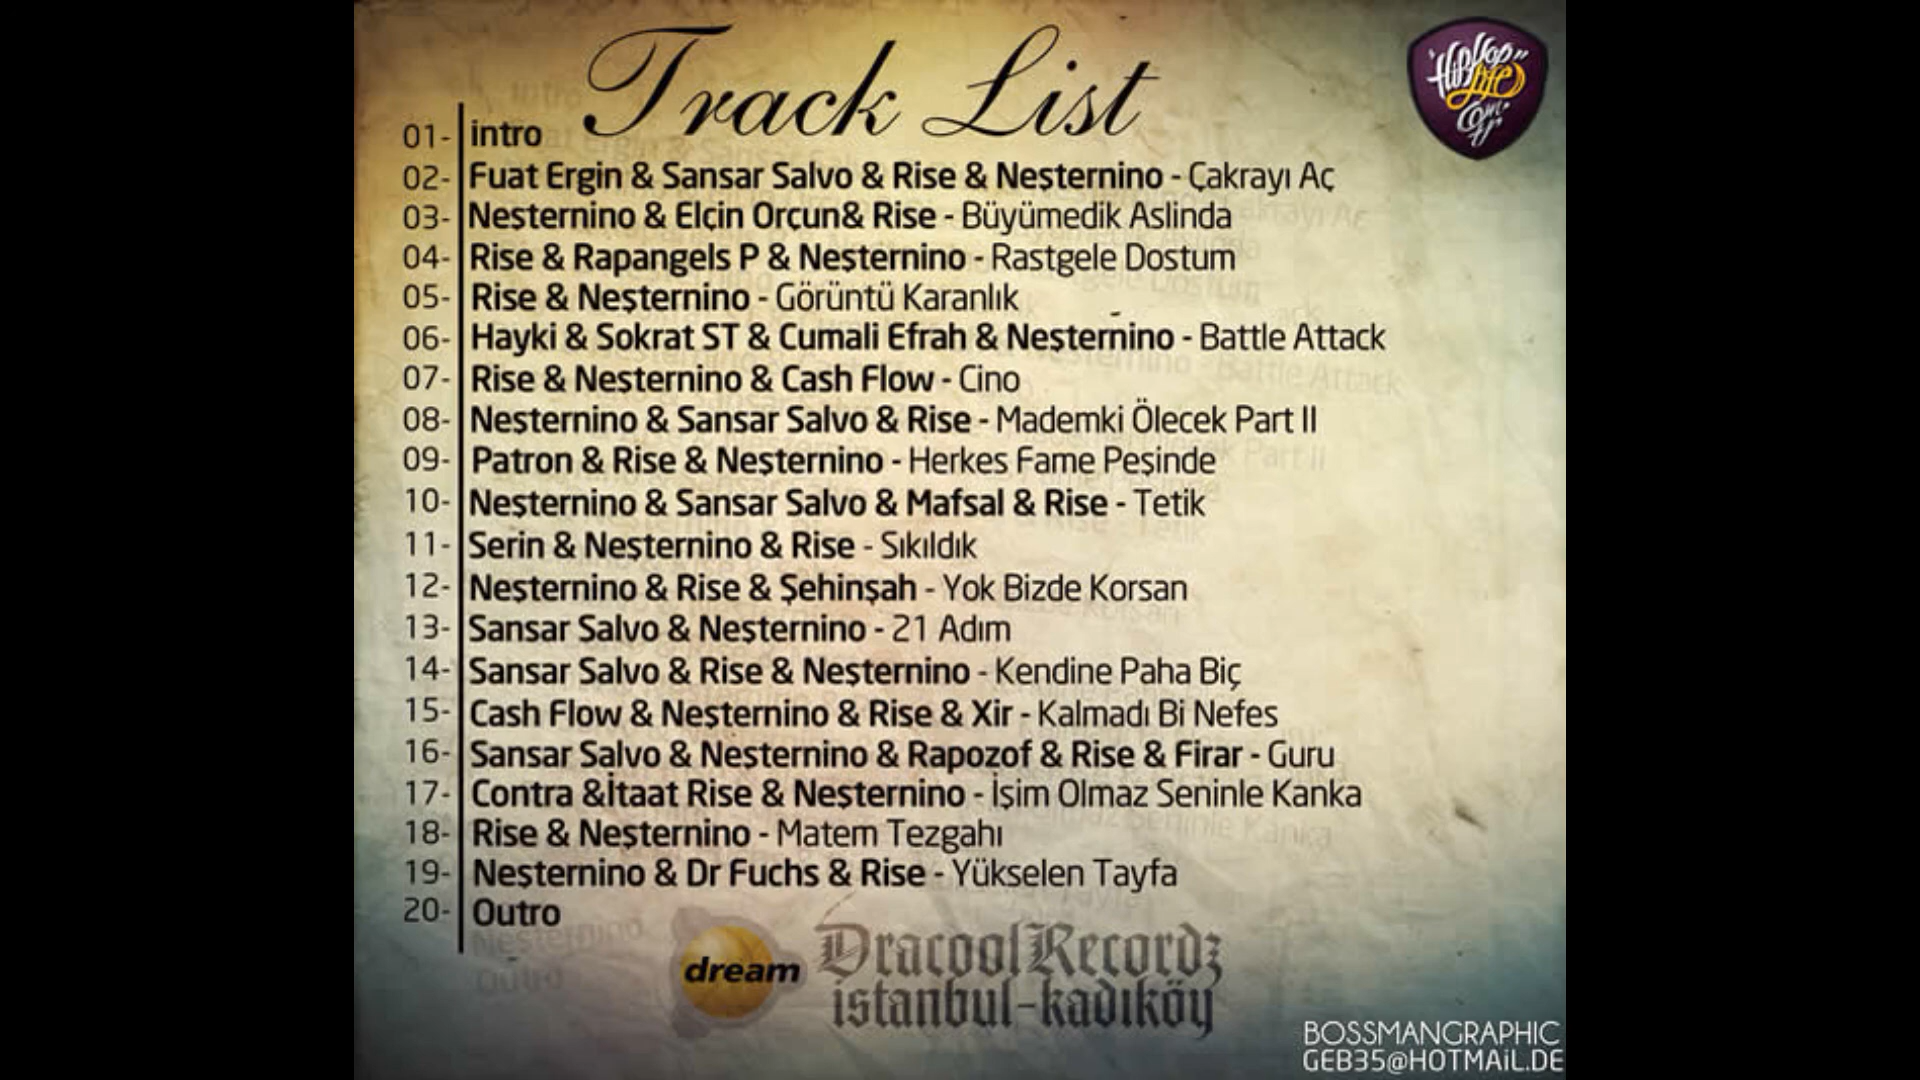 Track List
HipHop
Life
Com
01- intro
02- Fuat Ergin & Sansar Salvo & Rise & Neşternino - Çakrayı Aç
03- Neşternino & Elçin Orçun& Rise - Büyümedik Aslinda
04- Rise & Rapangels P & Neşternino - Rastgele Dostum
05- Rise & Neşternino - Görüntü Karanlık
06- Hayki & Sokrat ST & Cumali Efrah & Neşternino - Battle Attack
07- Rise & Neşternino & Cash Flow - Cino
08- Neşternino & Sansar Salvo & Rise - Mademki Ölecek Part II
09- Patron & Rise & Neşternino - Herkes Fame Peşinde
10- Neşternino & Sansar Salvo & Mafsal & Rise - Tetik
11- Serin & Neşternino & Rise - Sıkıldık
12- Neşternino & Rise & Şehinşah - Yok Bizde Korsan
13- Sansar Salvo & Neşternino - 21 Adım
14- Sansar Salvo & Rise & Neşternino - Kendine Paha Biç
15- Cash Flow & Neşternino & Rise & Xir - Kalmadı Bi Nefes
16- Sansar Salvo & Neşternino & Rapozof & Rise & Firar - Guru
17- Contra &İtaat Rise & Neşternino - İşim Olmaz Seninle Kanka
18- Rise & Neşternino - Matem Tezgahı
19- Neşternino & Dr Fuchs & Rise - Yükselen Tayfa
20- Outro
dream
Dracool Recordz
istanbul-kadıköy
BOSSMANGRAPHIC
GEB35@HOTMAiL.DE